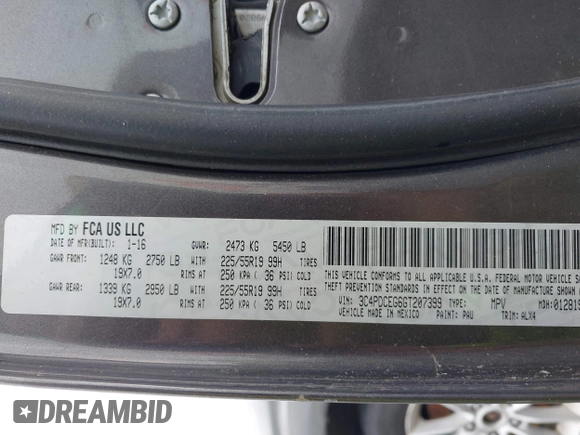 MFD BY FCA US LLC
DATE OF MFR(BUILT): 1-16 GVWR: 2473 KG 5450 LB
GAWR FRONT: 1248 KG 2750 LB WITH 225/55R19 99H TIRES
19X7.0 RIMS AT 250 KPA ( 36 PSI) COLD
GAWR REAR: 1339 KG 2950 LB WITH 225/55R19 99H TIRES
19X7.0 RIMS AT 250 KPA ( 36 PSI) COLD
THIS VEHICLE CONFORMS TO ALL APPLICABLE U.S.A. FEDERAL MOTOR VEHICLE
THEFT PREVENTION STANDARDS IN EFFECT ON THE DATE OF MANUFACTURE SHOWN
VIN: 3C4PDCEG6GT207399 TYPE: MPV MDH:01281
VEHICLE MADE IN MEXICO PAINT: PAU TRIM: ALX4
DREAMBID